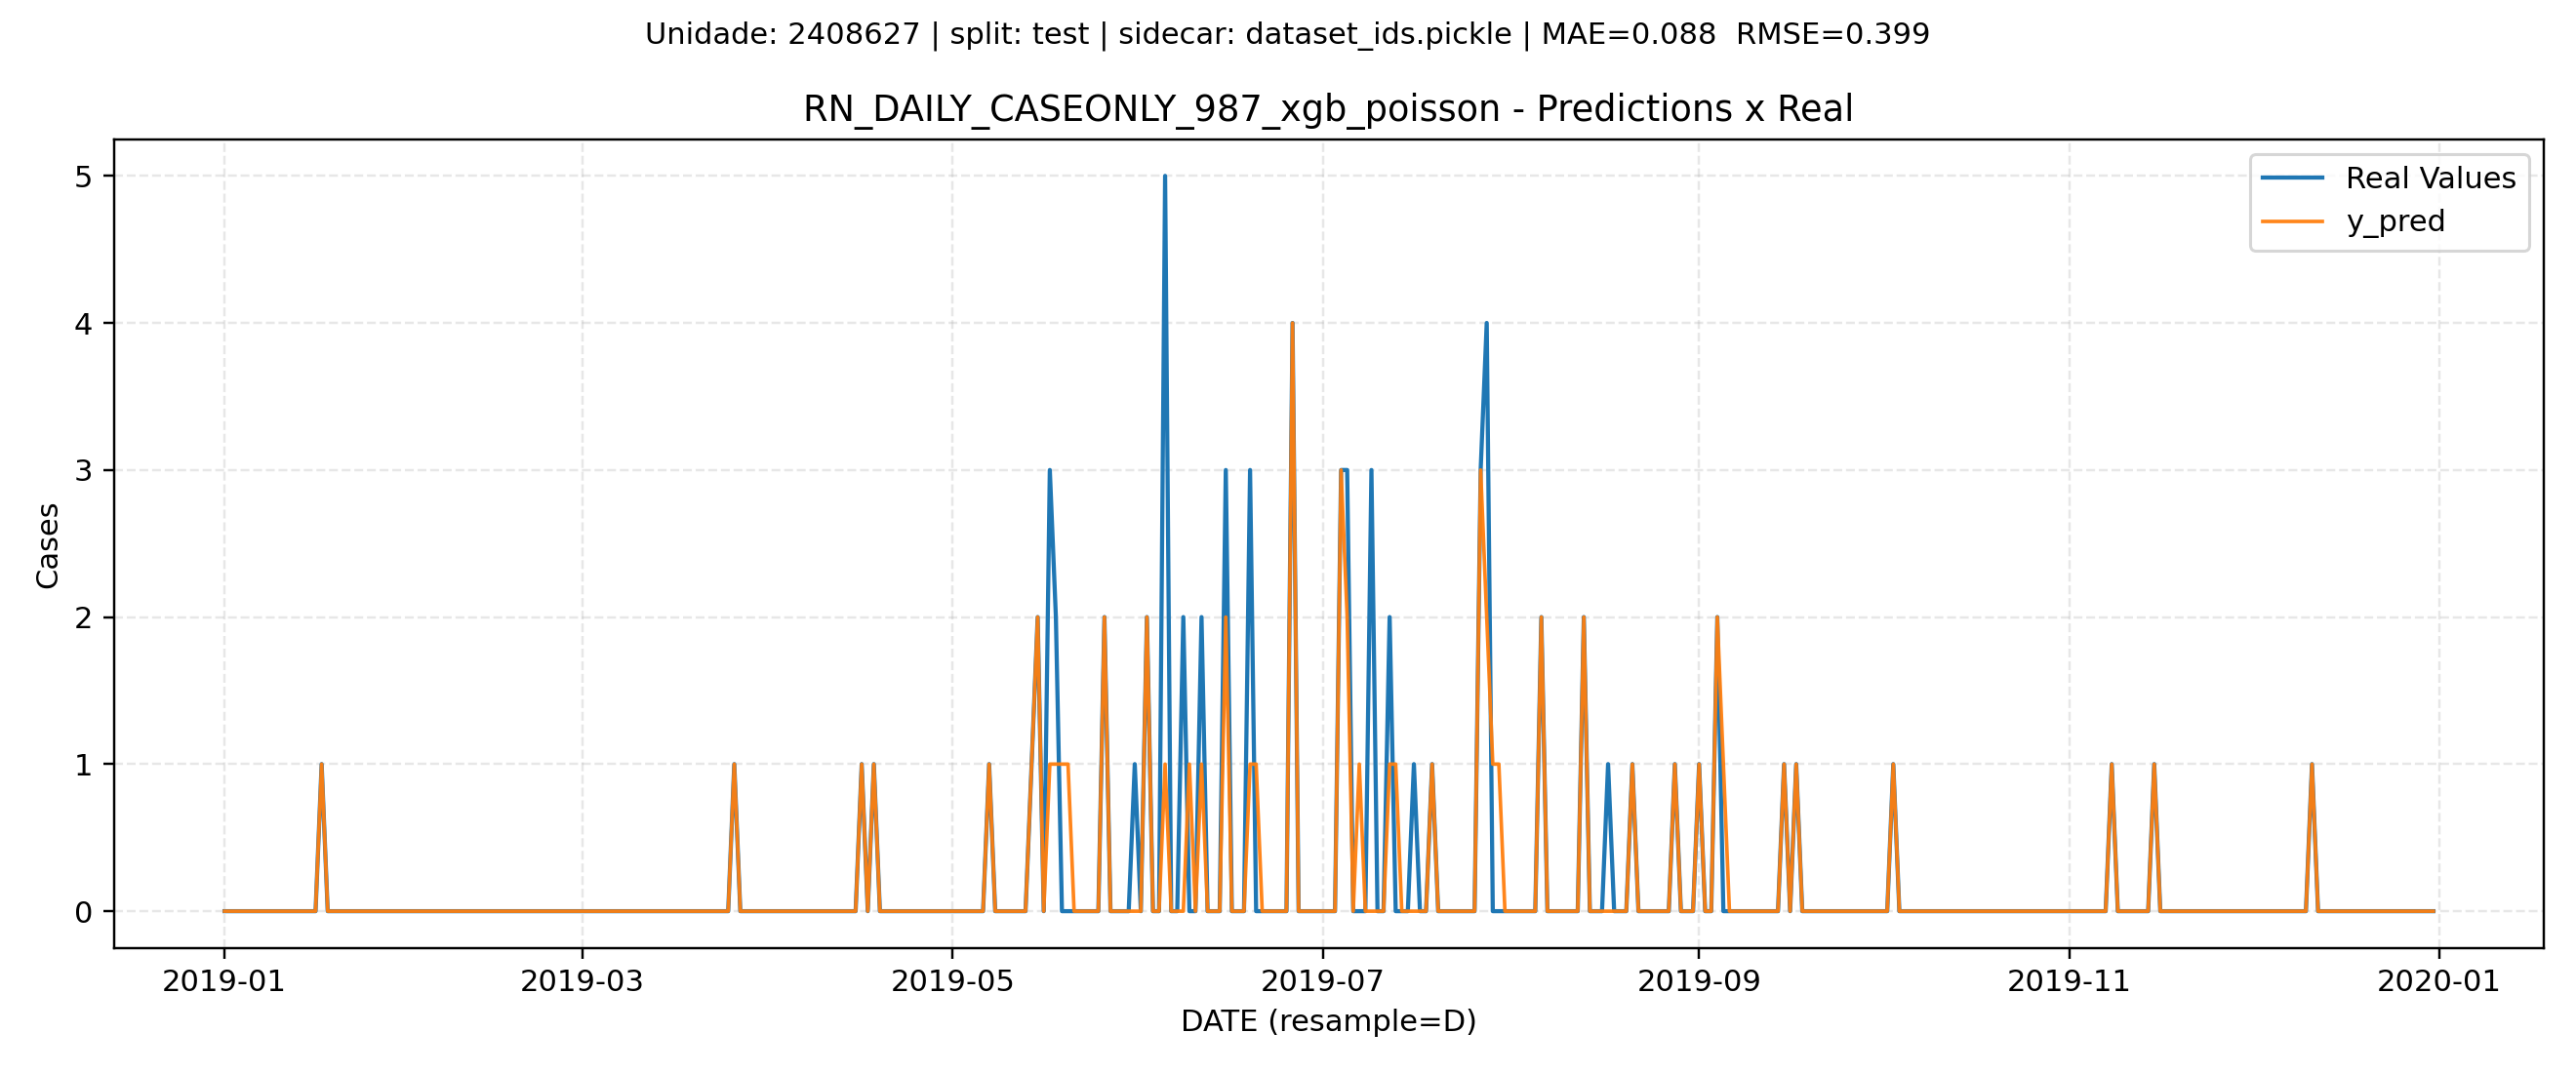 Unidade: 2408627 | split: test | sidecar: dataset_ids.pickle | MAE=0.088  RMSE=0.399
RN_DAILY_CASEONLY_987_xgb_poisson - Predictions x Real
Real Values
y_pred
Cases
5
4
3
2
1
0
2019-01
2019-03
2019-05
2019-07
2019-09
2019-11
2020-01
DATE (resample=D)